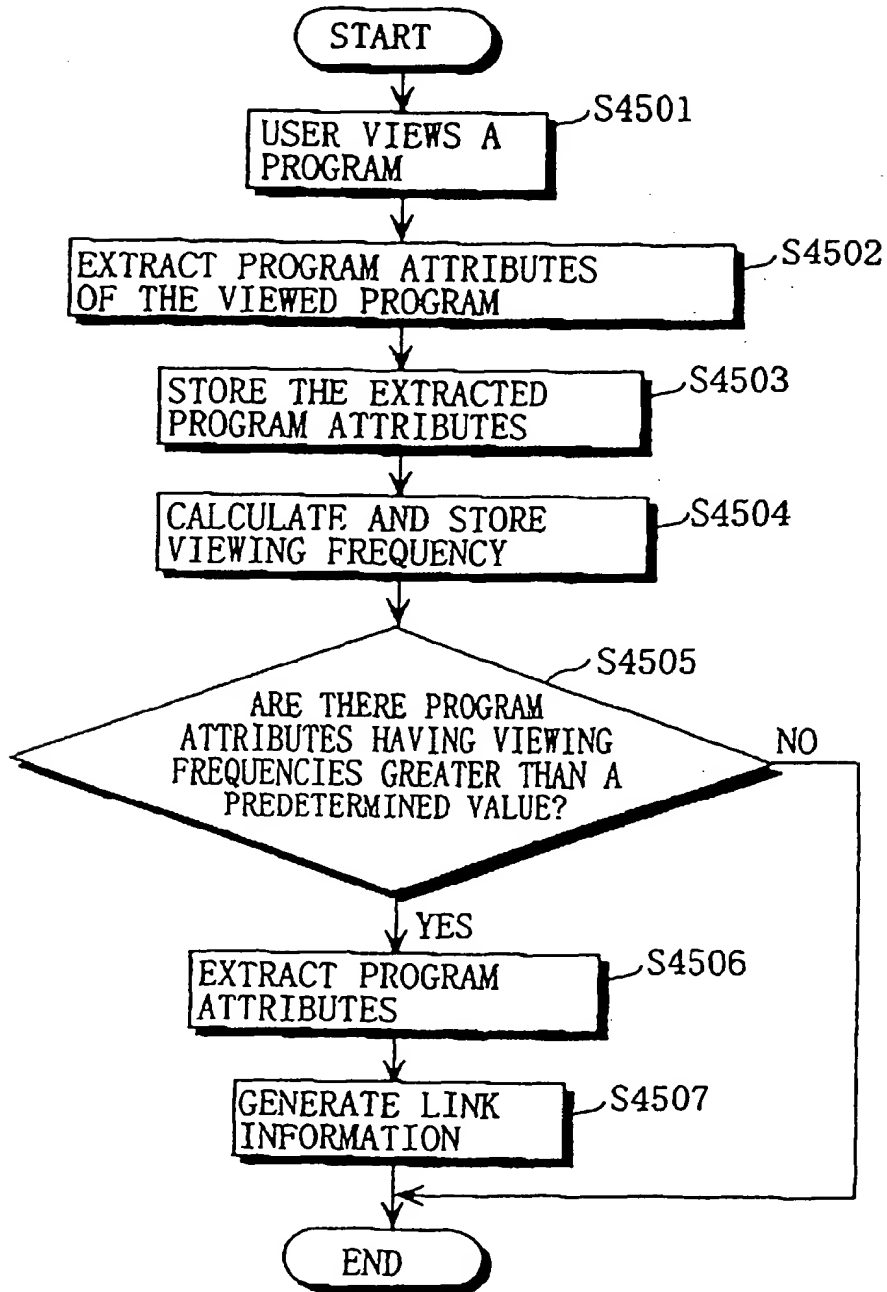 START
S4501
USER VIEWS A
PROGRAM
S4502
EXTRACT PROGRAM ATTRIBUTES
OF THE VIEWED PROGRAM
S4503
STORE THE EXTRACTED
PROGRAM ATTRIBUTES
S4504
CALCULATE AND STORE
VIEWING FREQUENCY
S4505
ARE THERE PROGRAM
ATTRIBUTES HAVING VIEWING
FREQUENCIES GREATER THAN A
PREDETERMINED VALUE?
NO
YES
S4506
EXTRACT PROGRAM
ATTRIBUTES
S4507
GENERATE LINK
INFORMATION
END